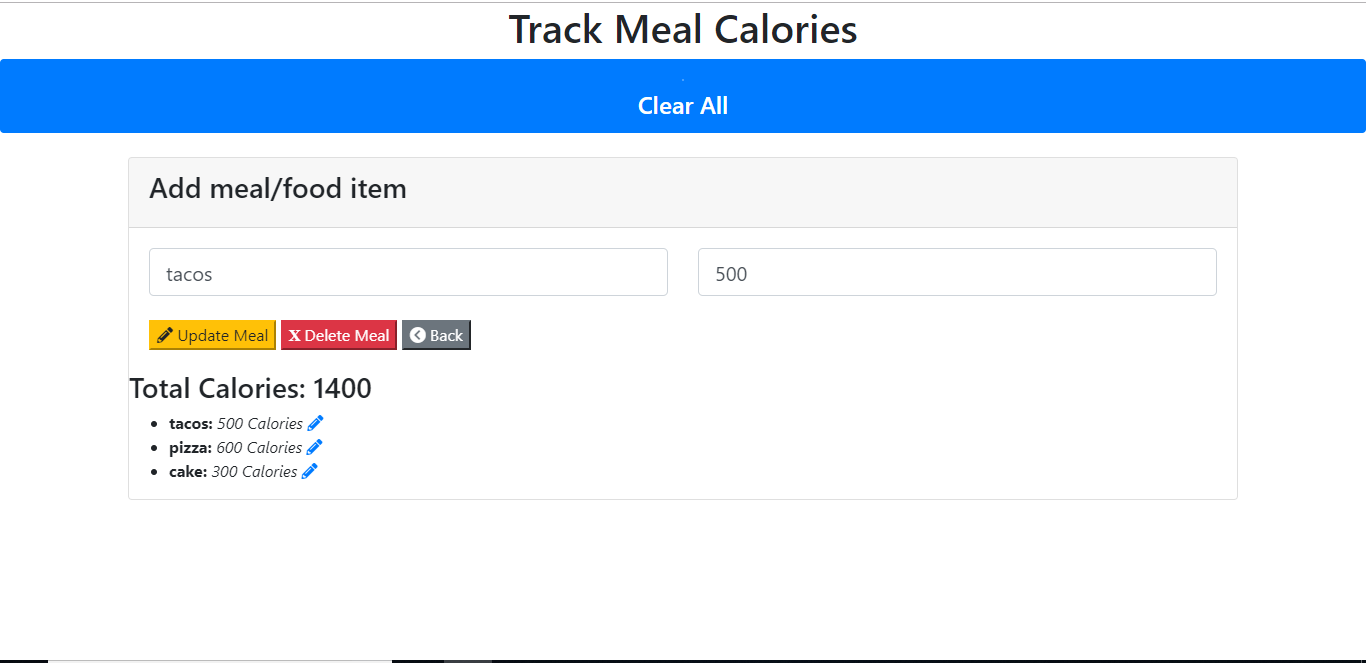 Track Meal Calories
Clear All
Add meal/food item
tacos 500
Update Meal X Delete Meal Back
Total Calories: 1400
tacos: 500 Calories
pizza: 600 Calories
cake: 300 Calories